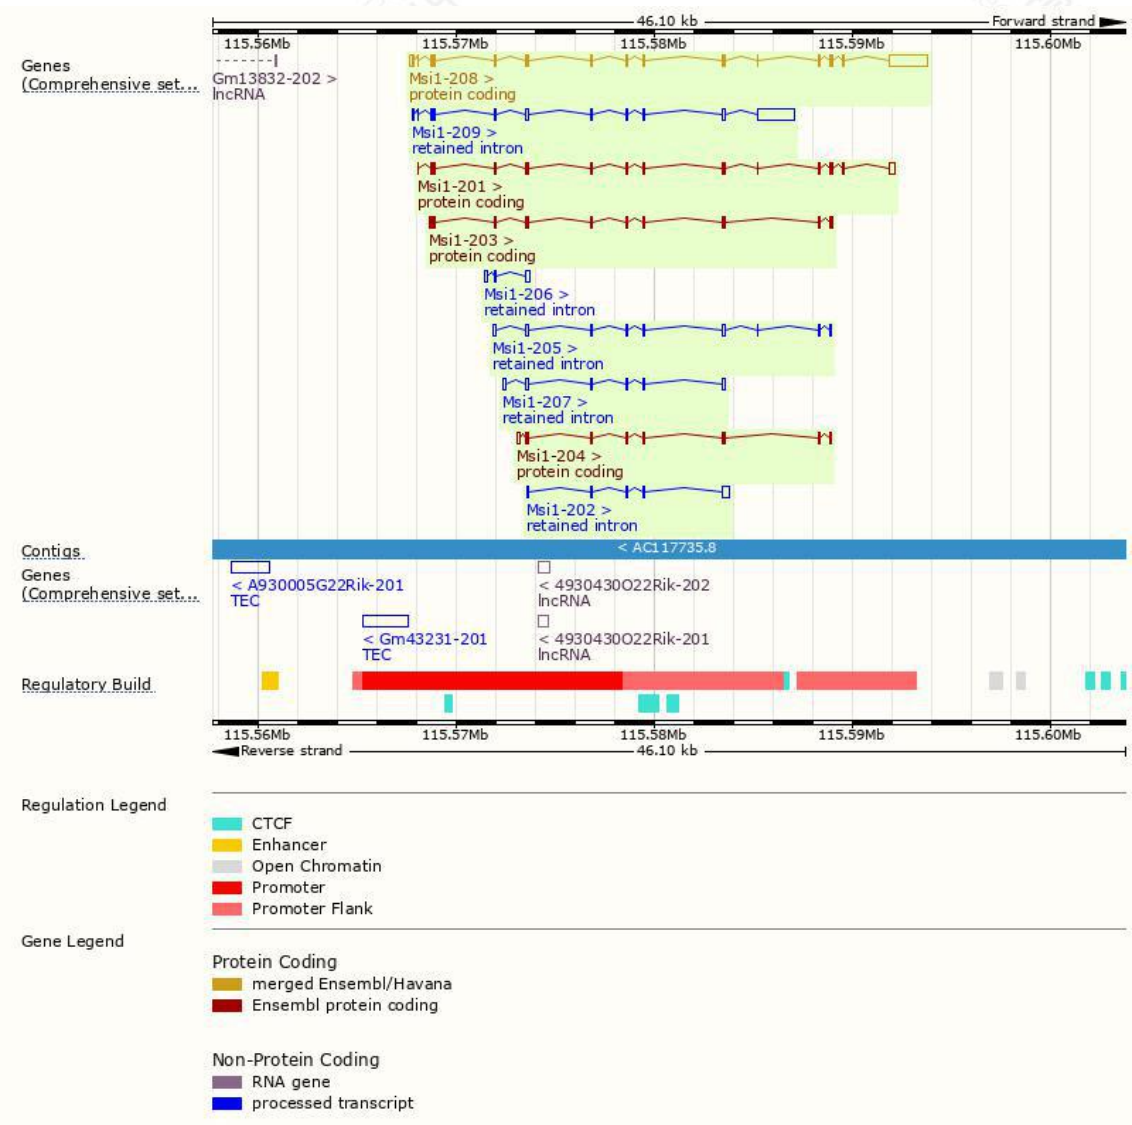 46.10 kb Forward strand
115.56Mb 115.57Mb 115.58Mb 115.59Mb 115.60Mb
Genes
(Comprehensive set...
Gm13832-202 >
lncRNA
Msi1-208 >
protein coding
Msi1-209 >
retained intron
Msi1-201 >
protein coding
Msi1-203 >
protein coding
Msi1-206 >
retained intron
Msi1-205 >
retained intron
Msi1-207 >
retained intron
Msi1-204 >
protein coding
Msi1-202 >
retained intron
Contigs
< AC117735.8
Genes
(Comprehensive set...
< A930005G22Rik-201
TEC
< 4930430O22Rik-202
lncRNA
< Gm43231-201
TEC
< 4930430O22Rik-201
lncRNA
Regulatory Build
115.56Mb 115.57Mb 115.58Mb 115.59Mb 115.60Mb
Reverse strand 46.10 kb
Regulation Legend
CTCF
Enhancer
Open Chromatin
Promoter
Promoter Flank
Gene Legend
Protein Coding
merged Ensembl/Havana
Ensembl protein coding
Non-Protein Coding
RNA gene
processed transcript